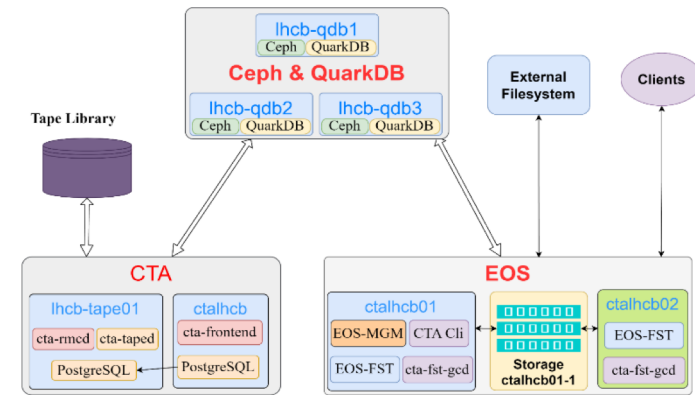 lhcb-qdb1
Ceph QuarkDB
Ceph & QuarkDB
lhcb-qdb2 lhcb-qdb3
Ceph QuarkDB Ceph QuarkDB
External
Filesystem
Clients
Tape Library
CTA
lhcb-tape01
cta-rmcd cta-taped
PostgreSQL
ctalhcb
cta-frontend
PostgreSQL
EOS
ctalhcb01
EOS-MGM CTA Cli
EOS-FST cta-fst-gcd
Storage
ctalhcb01-1
ctalhcb02
EOS-FST
cta-fst-gcd